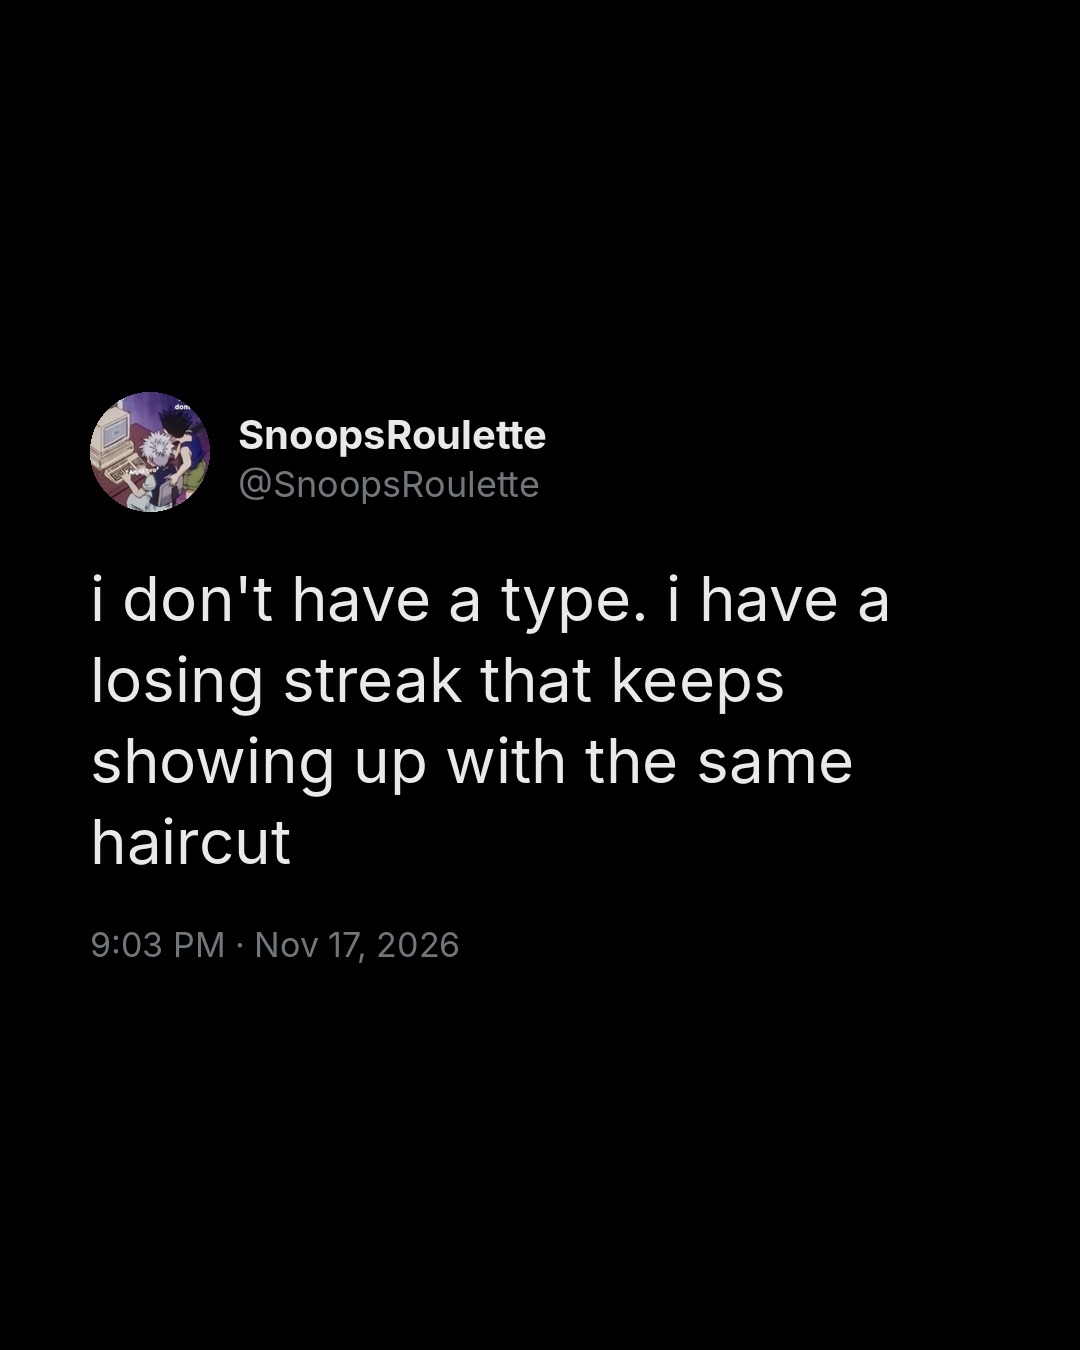 SnoopsRoulette
@SnoopsRoulette
i don't have a type. i have a
losing streak that keeps
showing up with the same
haircut
9:03 PM · Nov 17, 2026